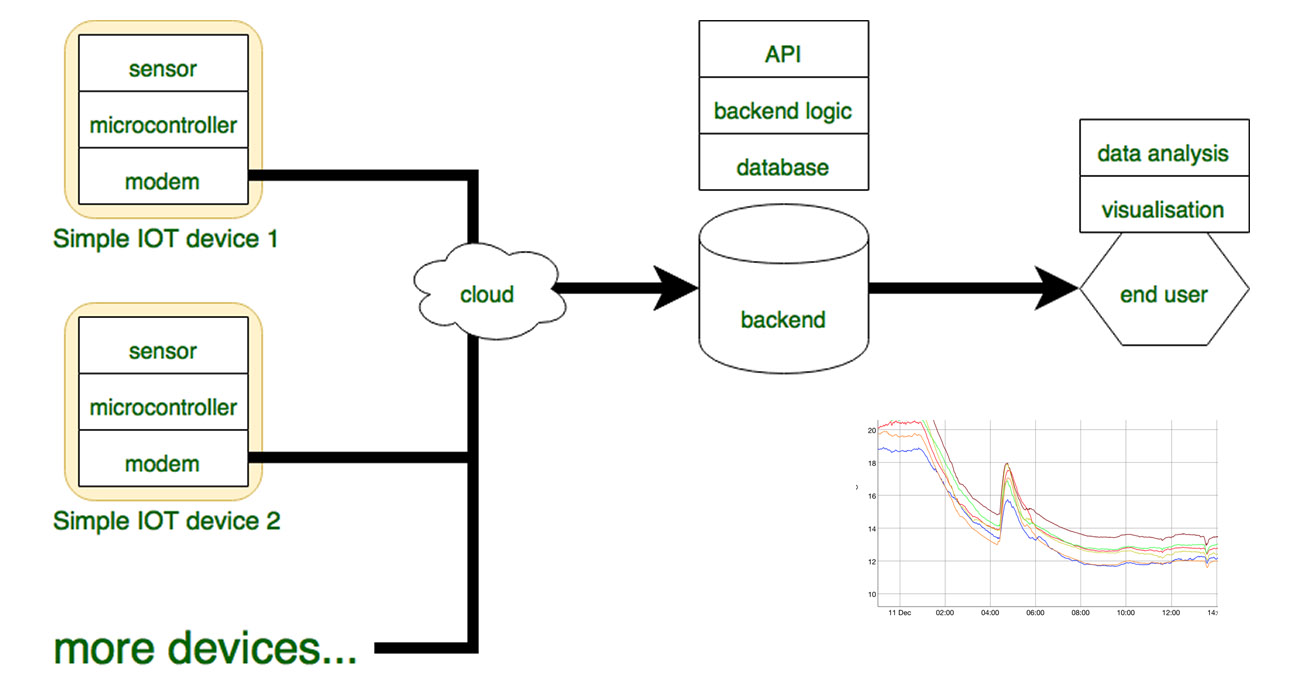 sensor
microcontroller
modem
Simple IOT device 1
sensor
microcontroller
modem
Simple IOT device 2
more devices...
cloud
API
backend logic
database
backend
data analysis
visualisation
end user
20
18
16
14
12
10
11 Dec 02:00 04:00 06:00 08:00 10:00 12:00